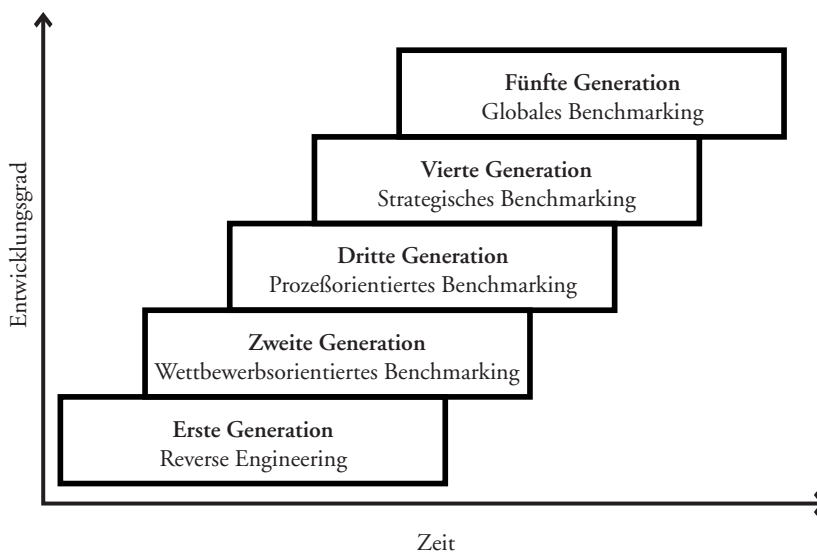 Fünfte Generation
Globales Benchmarking
Vierte Generation
Strategisches Benchmarking
Dritte Generation
Prozeßorientiertes Benchmarking
Zweite Generation
Wettbewerbsorientiertes Benchmarking
Erste Generation
Reverse Engineering
Entwicklungsgrad
Zeit